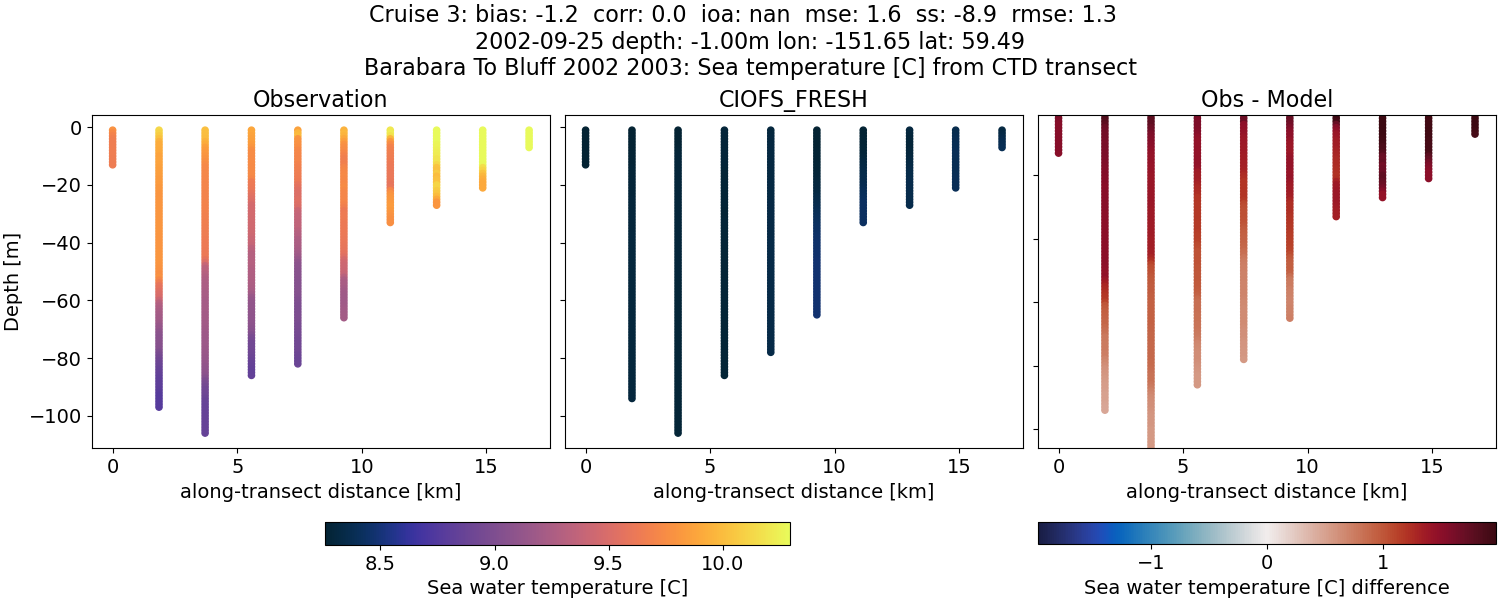 Cruise 3: bias: -1.2  corr: 0.0  ioa: nan  mse: 1.6  ss: -8.9  rmse: 1.3
2002-09-25 depth: -1.00m lon: -151.65 lat: 59.49
Barabara To Bluff 2002 2003: Sea temperature [C] from CTD transect
Observation
CIOFS_FRESH
Obs - Model
Depth [m]
0
−20
−40
−60
−80
−100
0 5 10 15
0 5 10 15
0 5 10 15
along-transect distance [km]
along-transect distance [km]
along-transect distance [km]
8.5 9.0 9.5 10.0
Sea water temperature [C]
−1 0 1
Sea water temperature [C] difference